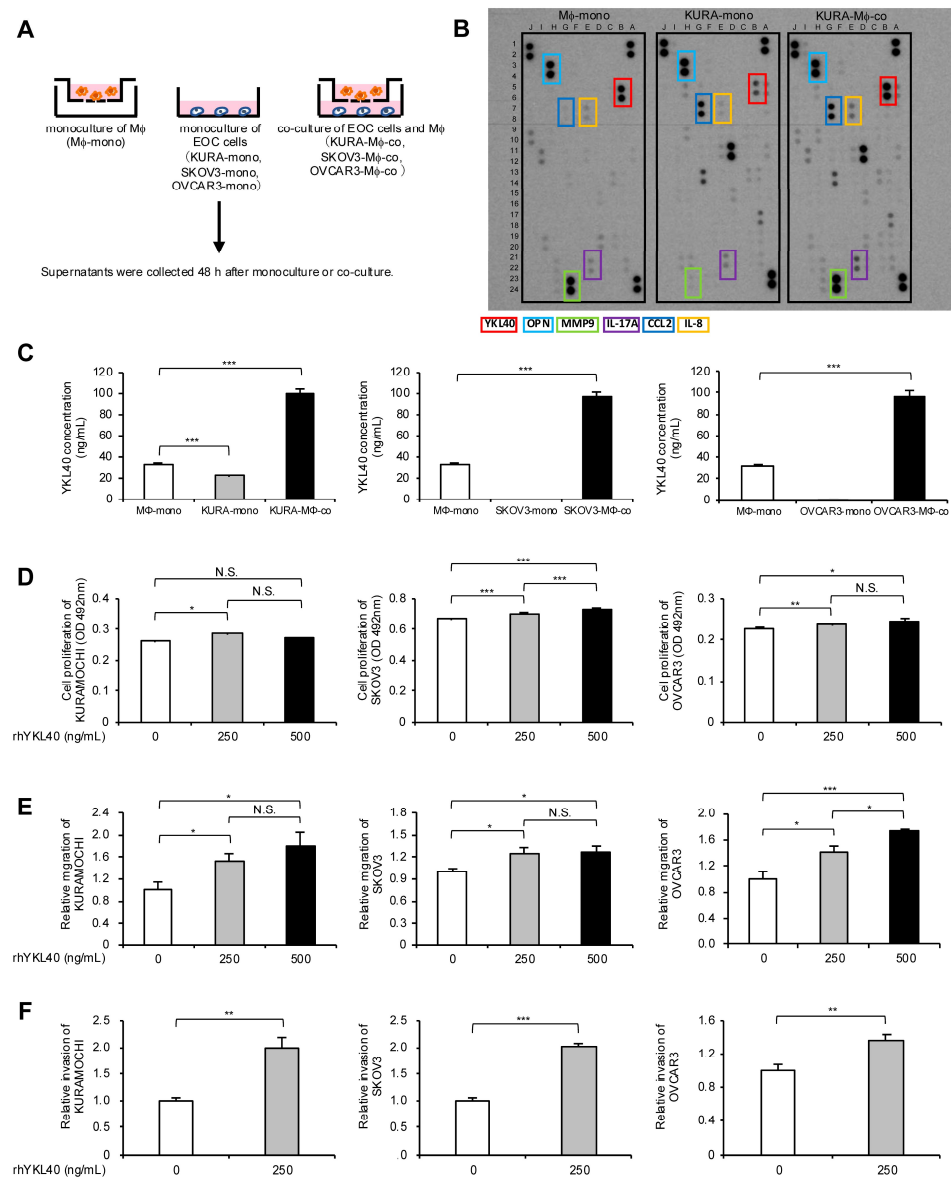 A
monoculture of Mϕ
(Mϕ-mono)
monoculture of
EOC cells
(KURA-mono,
SKOV3-mono,
OVCAR3-mono)
co-culture of EOC cells and Mϕ
(KURA-Mϕ-co,
SKOV3-Mϕ-co,
OVCAR3-Mϕ-co )
Supernatants were collected 48 h after monoculture or co-culture.
B
Mϕ-mono KURA-mono KURA-Mϕ-co
J I H G F E D C B A J I H G F E D C B A J I H G F E D C B A
1
2
3
4
5
6
7
8
9
10
11
12
13
14
15
16
17
18
19
20
21
22
23
24
YKL40 OPN MMP9 IL-17A CCL2 IL-8
C
YKL40 concentration
(ng/mL)
120
100
80
60
40
20
0
***
***
MΦ-mono KURA-mono KURA-MΦ-co
YKL40 concentration
(ng/mL)
120
100
80
60
40
20
0
***
MΦ-mono SKOV3-mono SKOV3-MΦ-co
YKL40 concentration
(ng/mL)
120
100
80
60
40
20
0
***
MΦ-mono OVCAR3-mono OVCAR3-MΦ-co
D
Cell proliferation of
KURAMOCHI (OD 492nm)
0.4
0.3
0.2
0.1
0
N.S.
N.S.
*
rhYKL40 (ng/mL) 0 250 500
Cell proliferation of
SKOV3 (OD 492nm)
0.8
0.6
0.4
0.2
0
***
***
***
0 250 500
Cell proliferation of
OVCAR3 (OD 492nm)
0.3
0.2
0.1
0
*
N.S.
**
0 250 500
E
Relative migration of
KURAMOCHI
2.4
2.0
1.6
1.2
0.8
0.4
0
*
N.S.
*
rhYKL40 (ng/mL) 0 250 500
Relative migration of
SKOV3
1.8
1.5
1.2
0.9
0.6
0.3
0
*
N.S.
*
0 250 500
Relative migration of
OVCAR3
2.0
1.6
1.2
0.8
0.4
0.0
***
*
*
0 250 500
F
Relative invasion of
KURAMOCHI
2.5
2.0
1.5
1.0
0.5
0
**
rhYKL40 (ng/mL) 0 250
Relative invasion of
SKOV3
2.5
2.0
1.5
1.0
0.5
0
***
0 250
Relative invasion of
OVCAR3
1.6
1.2
0.8
0.4
0
**
0 250